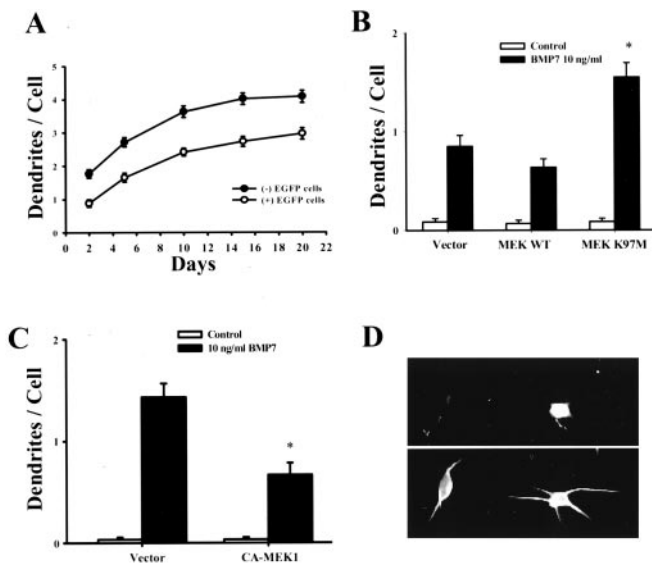 A
Dendrites / Cell
5
4
3
2
1
0
(-) EGFP cells
(+) EGFP cells
0 2 4 6 8 10 12 14 16 18 20 22
Days
B
Dendrites / Cell
2
1
0
Control
BMP7 10 ng/ml
*
Vector MEK WT MEK K97M
C
Dendrites / Cell
2
1
0
Control
10 ng/ml BMP7
*
Vector CA-MEK1
D